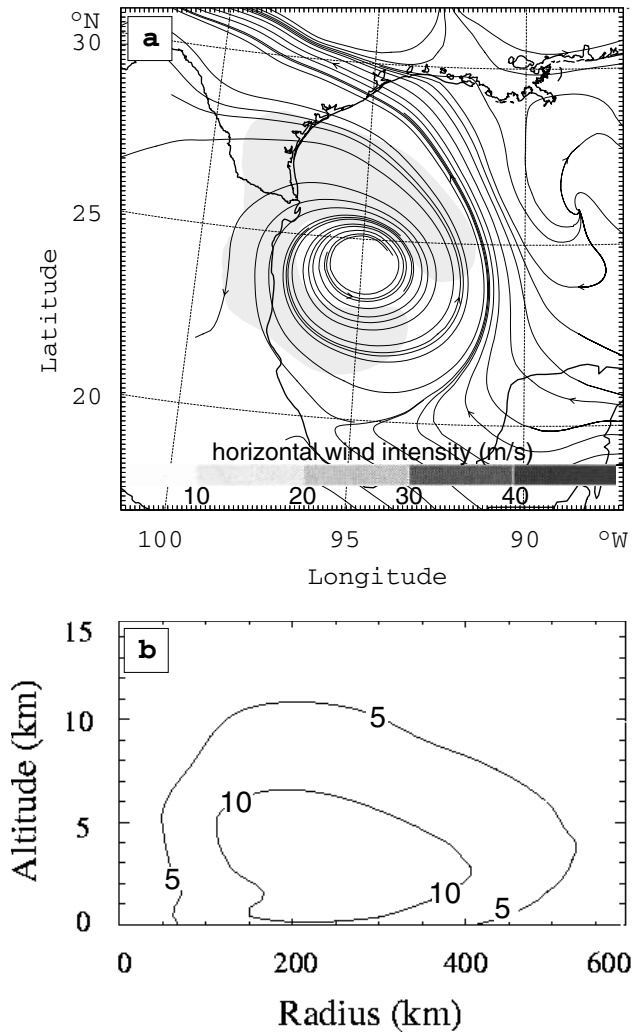 °N
30
a
25
Latitude
20
horizontal wind intensity (m/s)
10 20 30 40
100 95 90 °W
Longitude
b
15
10
5
0
Altitude (km)
5
10
5
10
5
0 200 400 600
Radius (km)